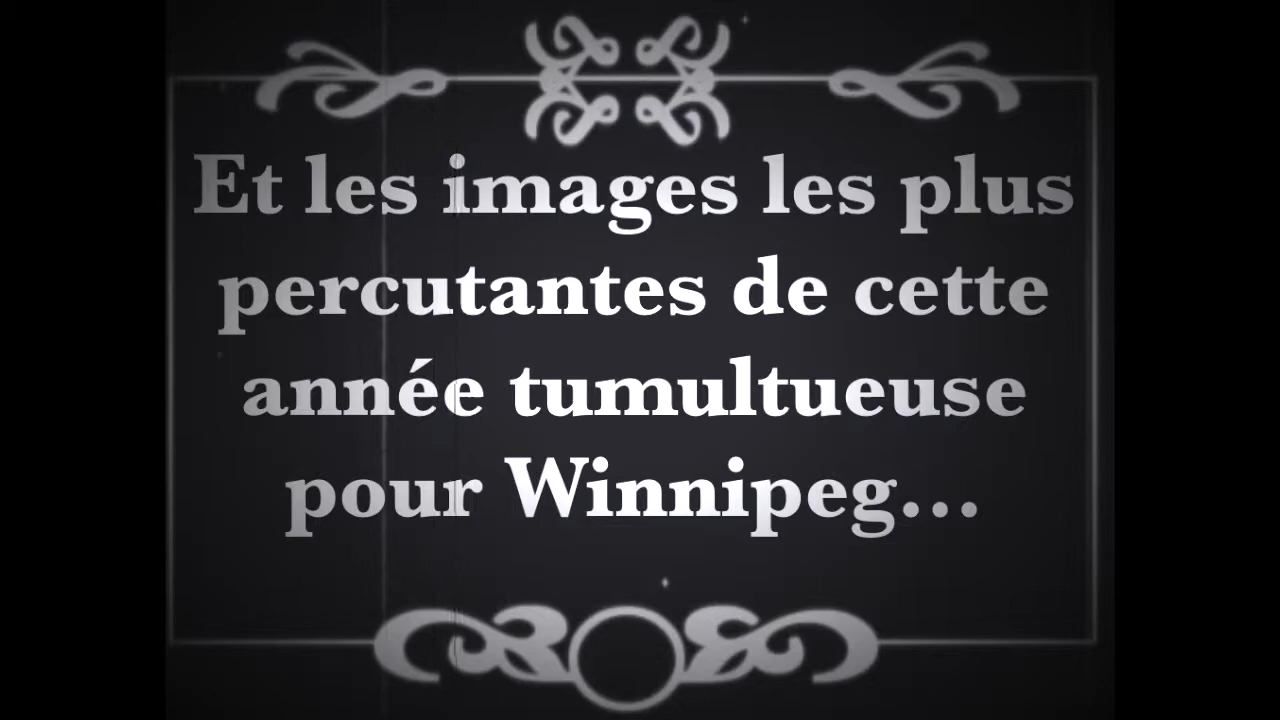 Et les images les plus
percutantes de cette
année tumultueuse
pour Winnipeg...